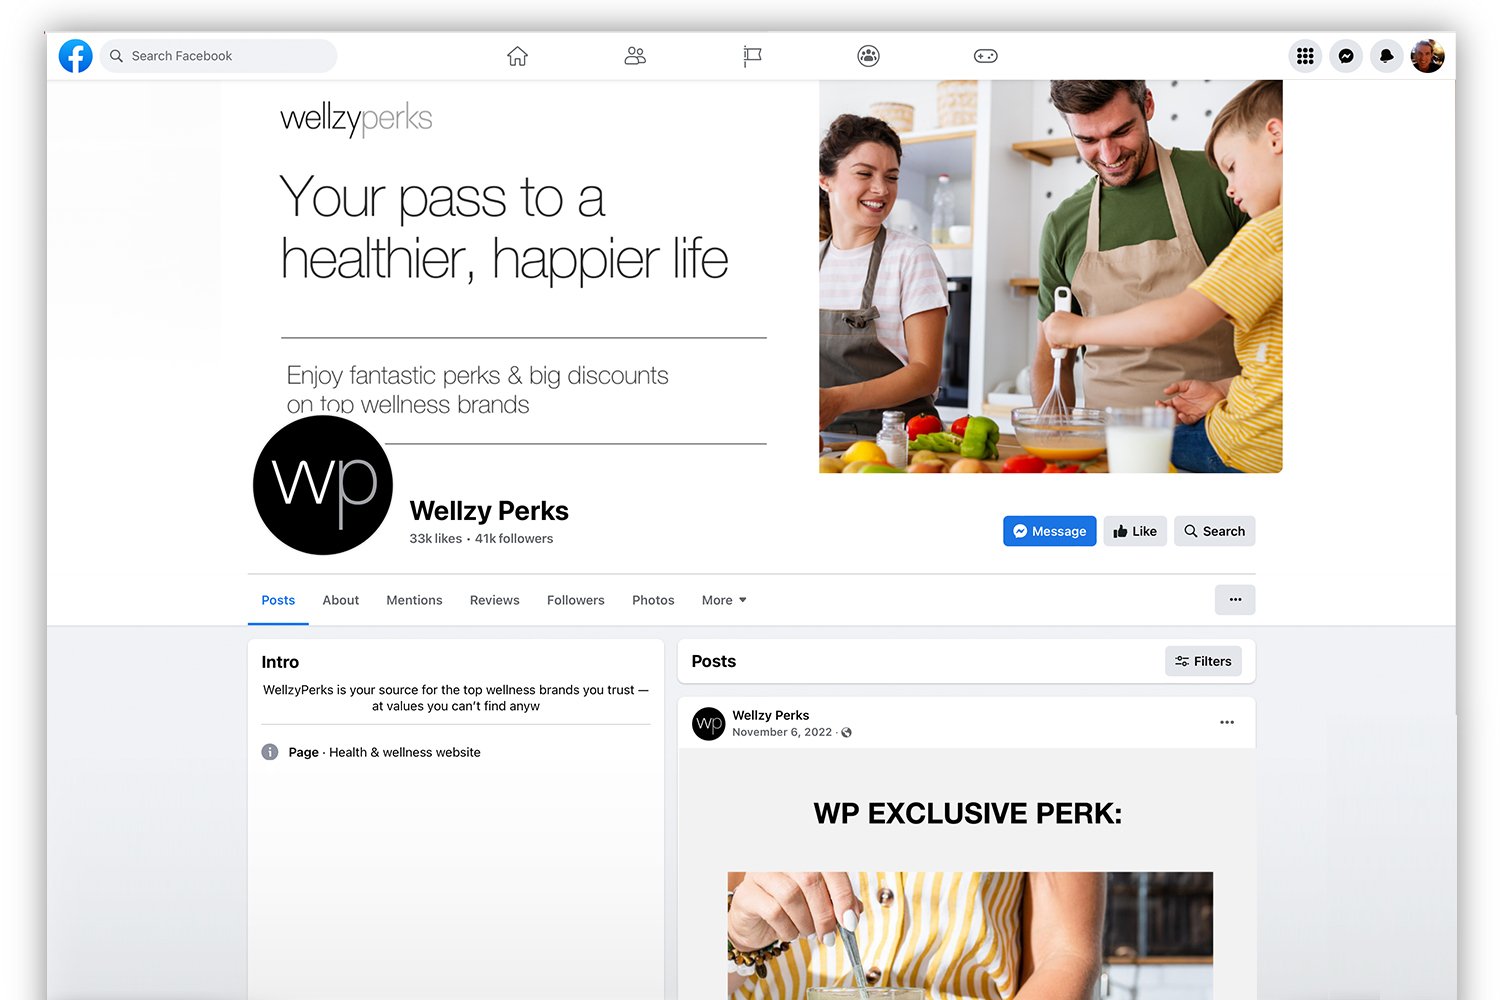 Search Facebook
wellzyperks
Your pass to a
healthier, happier life
Enjoy fantastic perks & big discounts
on top wellness brands
wp
Wellzy Perks
33k likes • 41k followers
Message
Like
Search
Posts
About
Mentions
Reviews
Followers
Photos
More
Intro
WellzyPerks is your source for the top wellness brands you trust —
at values you can’t find anyw
Page · Health & wellness website
Posts
Filters
wp
Wellzy Perks
November 6, 2022 ·
WP EXCLUSIVE PERK: